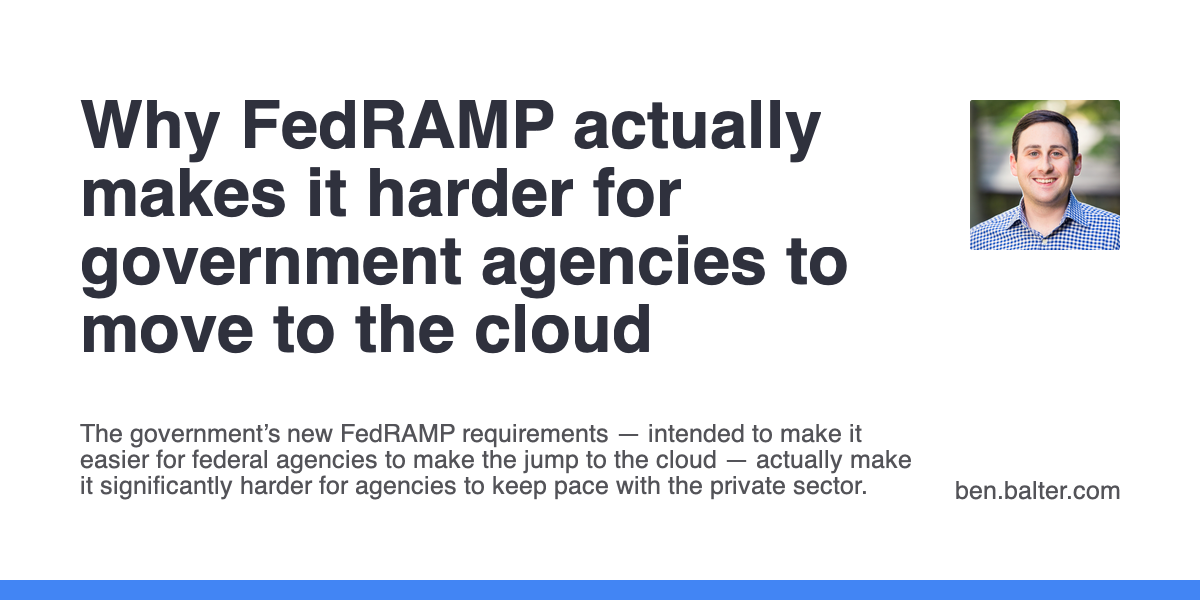 Why FedRAMP actually
makes it harder for
government agencies to
move to the cloud
The government’s new FedRAMP requirements — intended to make it
easier for federal agencies to make the jump to the cloud — actually make
it significantly harder for agencies to keep pace with the private sector.
ben.balter.com